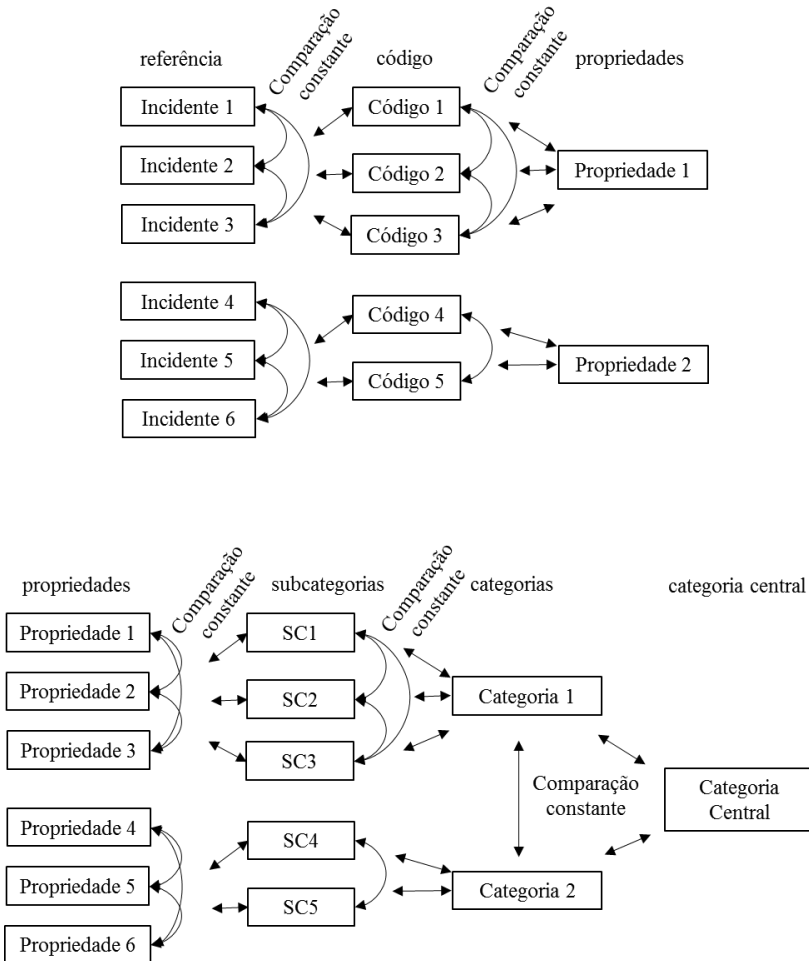 referência
Comparação
constante
código
Comparação
constante
propriedades
Incidente 1
Código 1
Incidente 2
Código 2
Propriedade 1
Incidente 3
Código 3
Incidente 4
Código 4
Incidente 5
Código 5
Propriedade 2
Incidente 6
propriedades
Comparação
constante
subcategorias
Comparação
constante
categorias
categoria central
Propriedade 1
SC1
Propriedade 2
SC2
Categoria 1
Propriedade 3
SC3
Comparação
constante
Categoria
Central
Propriedade 4
SC4
Propriedade 5
SC5
Categoria 2
Propriedade 6